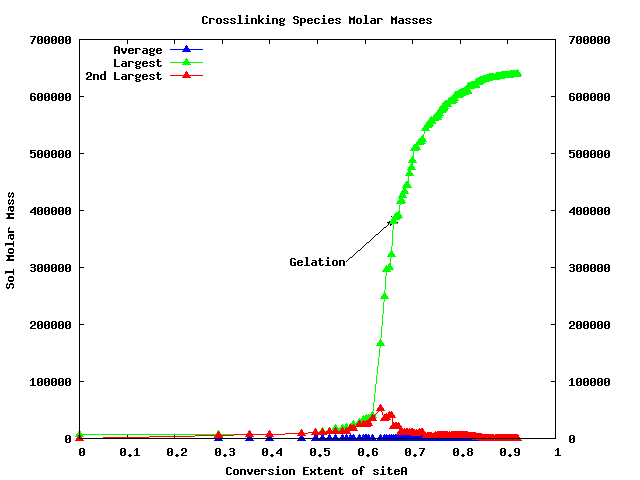 Crosslinking Species Molar Masses
700000 700000
Average
Largest
2nd Largest
600000 600000
500000 500000
400000 400000
Sol Molar Mass
Gelation
300000 300000
200000 200000
100000 100000
0 0
0 0.1 0.2 0.3 0.4 0.5 0.6 0.7 0.8 0.9 1
Conversion Extent of siteA